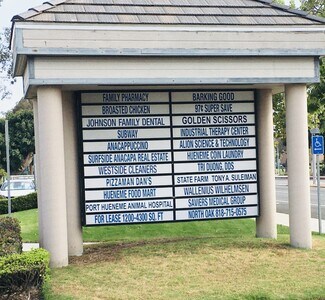 FAMILY PHARMACY
BROASTED CHICKEN
JOHNSON FAMILY DENTAL
SUBWAY
ANACAPPUCCINO
SURFSIDE ANACAPA REAL ESTATE
WESTSIDE CLEANERS
PIZZAMAN DAN'S
HUENEME FOOD MART
PORT HUENEME ANIMAL HOSPITAL
FOR LEASE 1200-4300 SQ. FT.
BARKING GOOD
97¢ SUPER SAVE
GOLDEN SCISSORS
INDUSTRIAL THERAPY CENTER
ALION SCIENCE & TECHNOLOGY
HUENEME COIN LAUNDRY
TRI DUONG, DDS
STATE FARM TONYA SULEIMAN
WALLENIUS WILHELMSEN
SAVIERS MEDICAL GROUP
NORTH OAK 818-715-0575